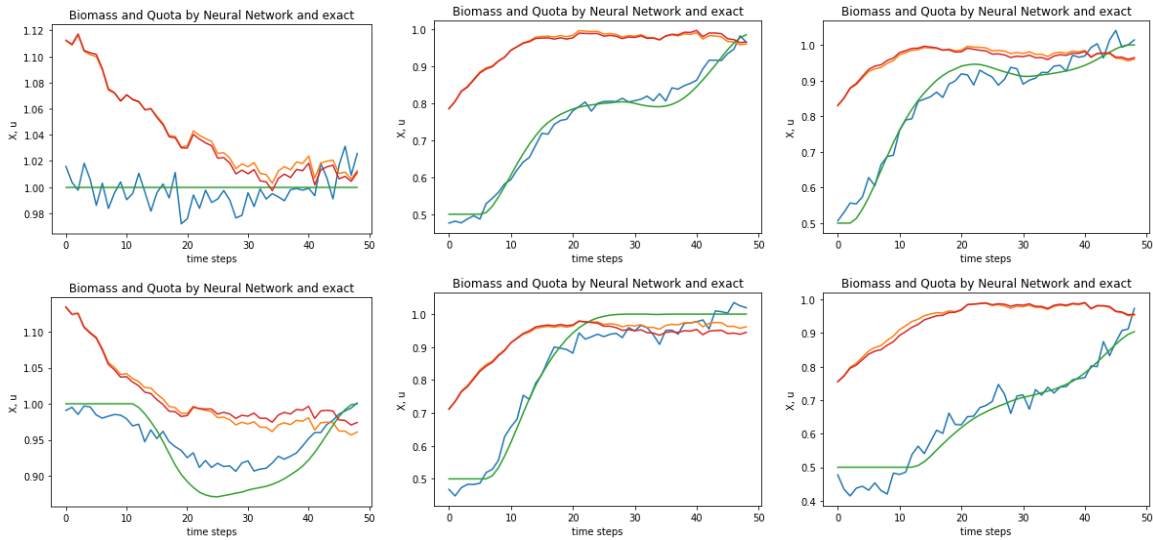 Biomass and Quota by Neural Network and exact
X, u
1.12
1.10
1.08
1.06
1.04
1.02
1.00
0.98
0 10 20 30 40 50
time steps
Biomass and Quota by Neural Network and exact
X, u
1.0
0.9
0.8
0.7
0.6
0.5
0 10 20 30 40 50
time steps
Biomass and Quota by Neural Network and exact
X, u
1.0
0.9
0.8
0.7
0.6
0.5
0 10 20 30 40 50
time steps
Biomass and Quota by Neural Network and exact
X, u
1.10
1.05
1.00
0.95
0.90
0 10 20 30 40 50
time steps
Biomass and Quota by Neural Network and exact
X, u
1.0
0.9
0.8
0.7
0.6
0.5
0 10 20 30 40 50
time steps
Biomass and Quota by Neural Network and exact
X, u
1.0
0.9
0.8
0.7
0.6
0.5
0.4
0 10 20 30 40 50
time steps